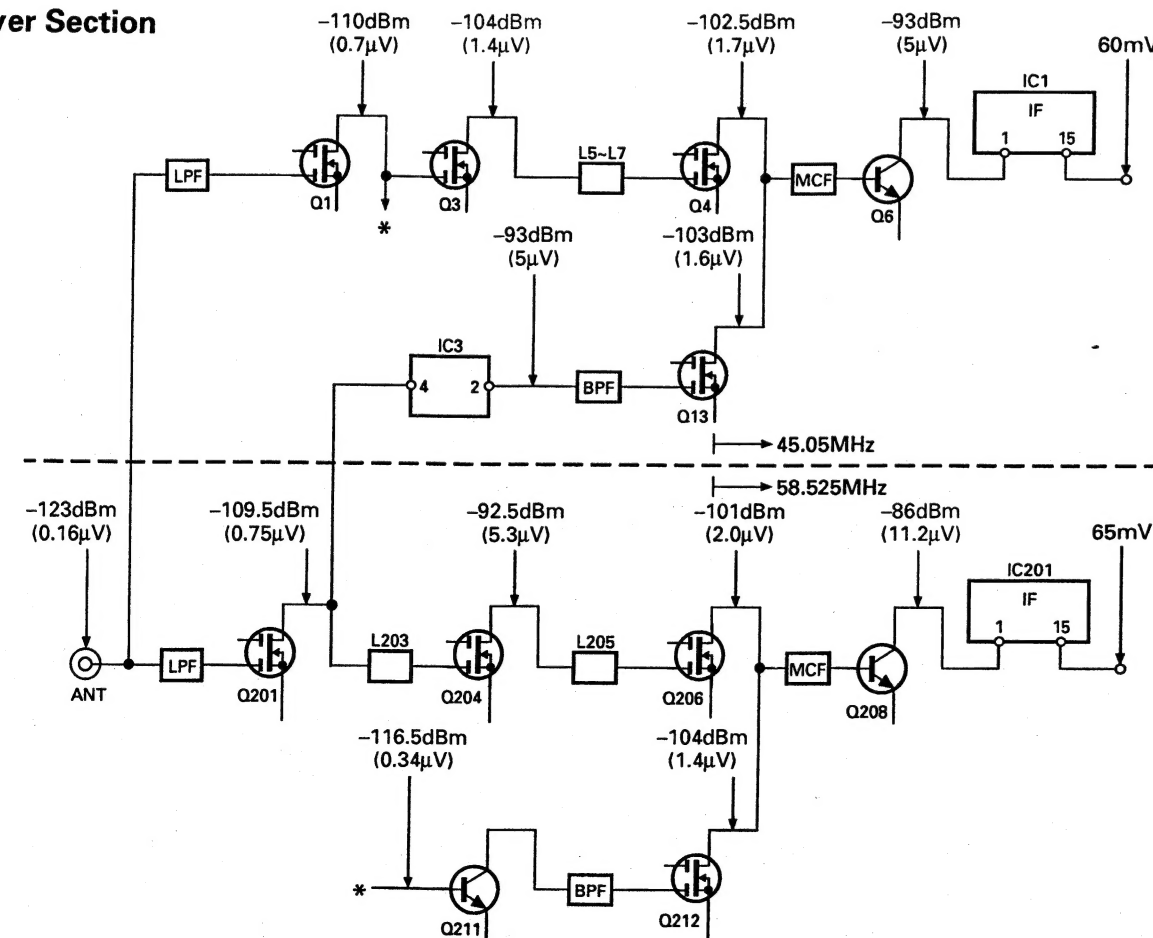 ver Section
-110dBm
(0.7µV)
-104dBm
(1.4µV)
-102.5dBm
(1.7µV)
-93dBm
(5µV)
60mV
IC1
IF
1
15
LPF
Q1
*
Q3
L5~L7
Q4
MCF
Q6
-93dBm
(5µV)
-103dBm
(1.6µV)
IC3
4
2
BPF
Q13
45.05MHz
58.525MHz
-123dBm
(0.16µV)
-109.5dBm
(0.75µV)
-92.5dBm
(5.3µV)
-101dBm
(2.0µV)
-86dBm
(11.2µV)
65mV
IC201
IF
1
15
ANT
LPF
Q201
L203
Q204
L205
Q206
MCF
Q208
-116.5dBm
(0.34µV)
-104dBm
(1.4µV)
*
Q211
BPF
Q212